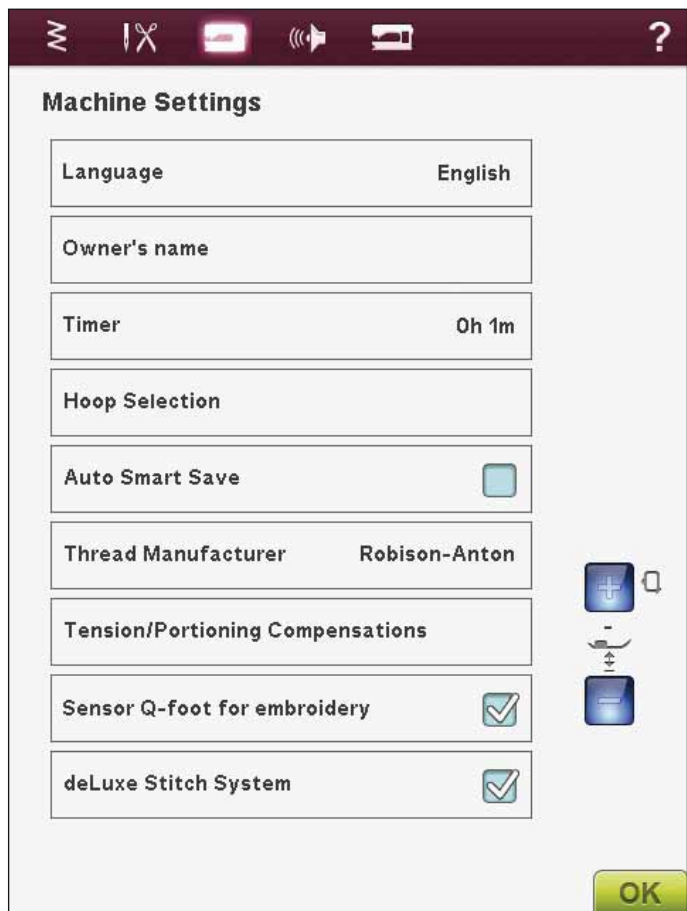 ?
Machine Settings
Language English
Owner's name
Timer 0h 1m
Hoop Selection
Auto Smart Save
Thread Manufacturer Robison-Anton
Tension/Portioning Compensations
Sensor Q-foot for embroidery
deLuxe Stitch System
+
-
-
OK